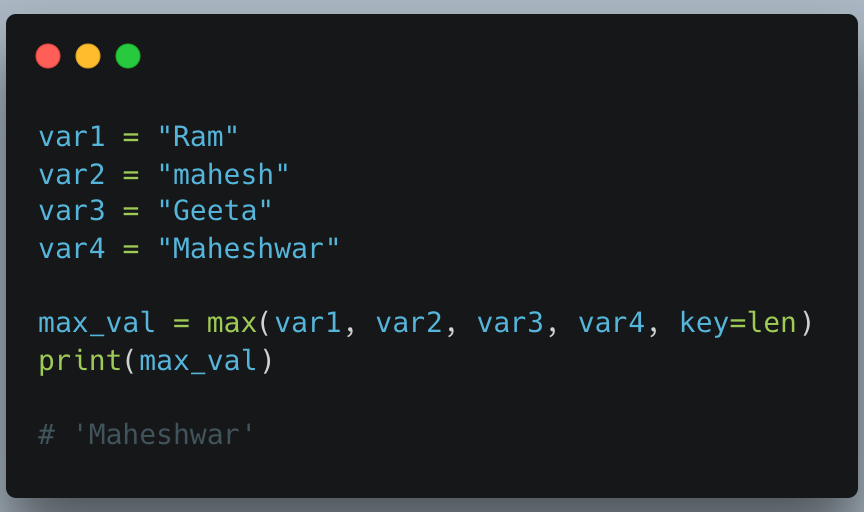 var1 = "Ram"
var2 = "mahesh"
var3 = "Geeta"
var4 = "Maheshwar"
max_val = max(var1, var2, var3, var4, key=len)
print(max_val)
# 'Maheshwar'